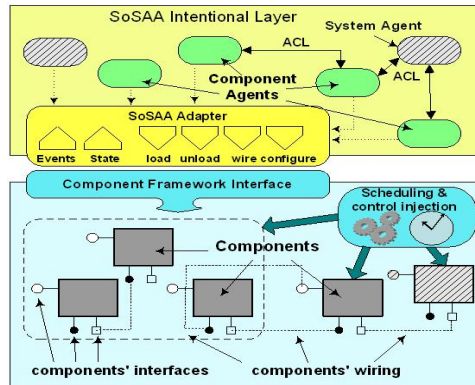 SoSAA Intentional Layer
System Agent
ACL
Component
Agents
ACL
SoSAA Adapter
Events State load unload wire configure
Component Framework Interface
Scheduling &
control injection
Components
components' interfaces
components' wiring